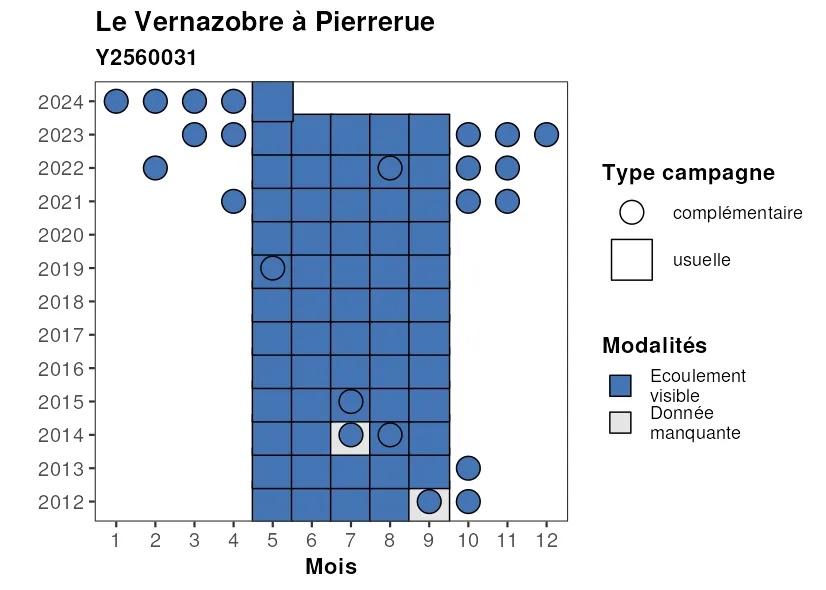 Le Vernazobre à Pierrerue
Y2560031
2024
2023
2022
2021
2020
2019
2018
2017
2016
2015
2014
2013
2012
1 2 3 4 5 6 7 8 9 10 11 12
Mois
Type campagne
complémentaire
usuelle
Modalités
Ecoulement
visible
Donnée
manquante